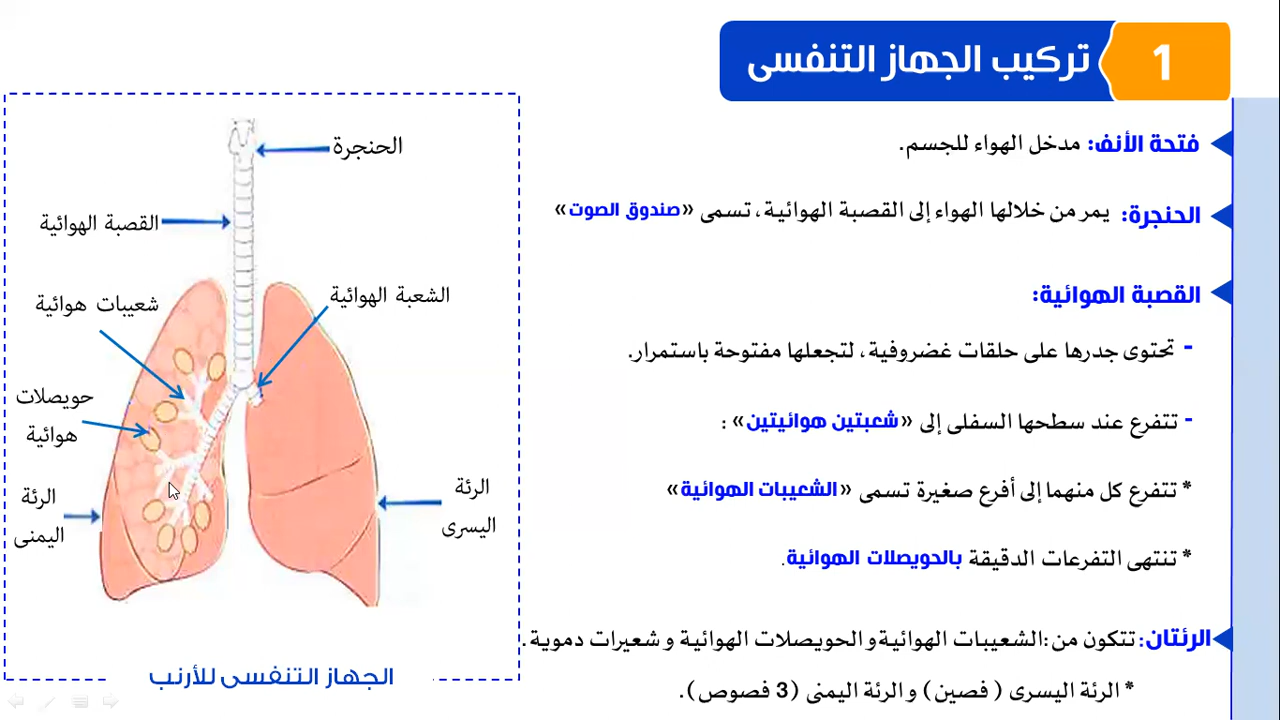 1
تركيب الجهاز التنفسى
فتحة الأنف: مدخل الهواء للجسم.
الحنجرة: يمر من خلالها الهواء إلى القصبة الهوائية، تسمى «صندوق الصوت»
القصبة الهوائية:
- تحتوى جدرها على حلقات غضروفية، لتجعلها مفتوحة باستمرار.
- تتفرع عند سطحها السفلى إلى «شعبتين هوائيتين» :
* تتفرع كل منهما إلى أفرع صغيرة تسمى «الشعيبات الهوائية»
* تنتهى التفرعات الدقيقة بالحويصلات الهوائية.
الرئتان: تتكون من: الشعيبات الهوائية و الحويصلات الهوائية و شعيرات دموية.
* الرئة اليسرى ( فصين) و الرئة اليمنى (3 فصوص).
الحنجرة
القصبة الهوائية
الشعبة الهوائية
شعيبات هوائية
حويصلات
هوائية
الرئة
اليسرى
الرئة
اليمنى
الجهاز التنفسى للأرنب